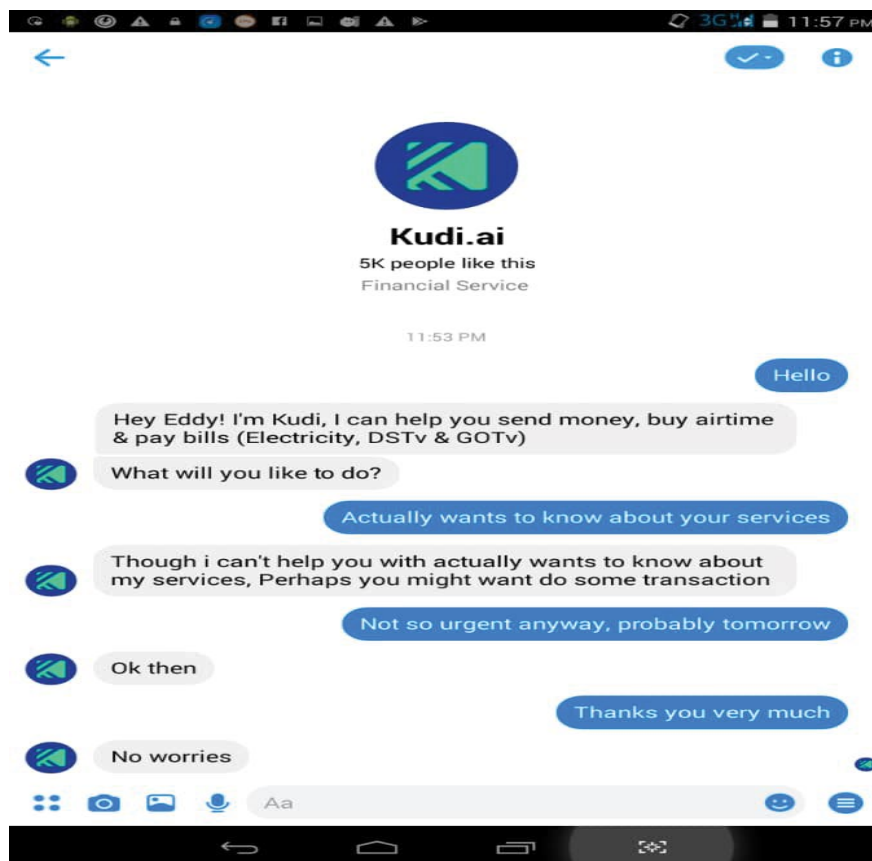 3G H 11:57 PM
Kudi.ai
5K people like this
Financial Service
11:53 PM
Hello
Hey Eddy! I'm Kudi, I can help you send money, buy airtime
& pay bills (Electricity, DSTv & GOTv)
What will you like to do?
Actually wants to know about your services
Though i can't help you with actually wants to know about
my services, Perhaps you might want do some transaction
Not so urgent anyway, probably tomorrow
Ok then
Thanks you very much
No worries
Aa